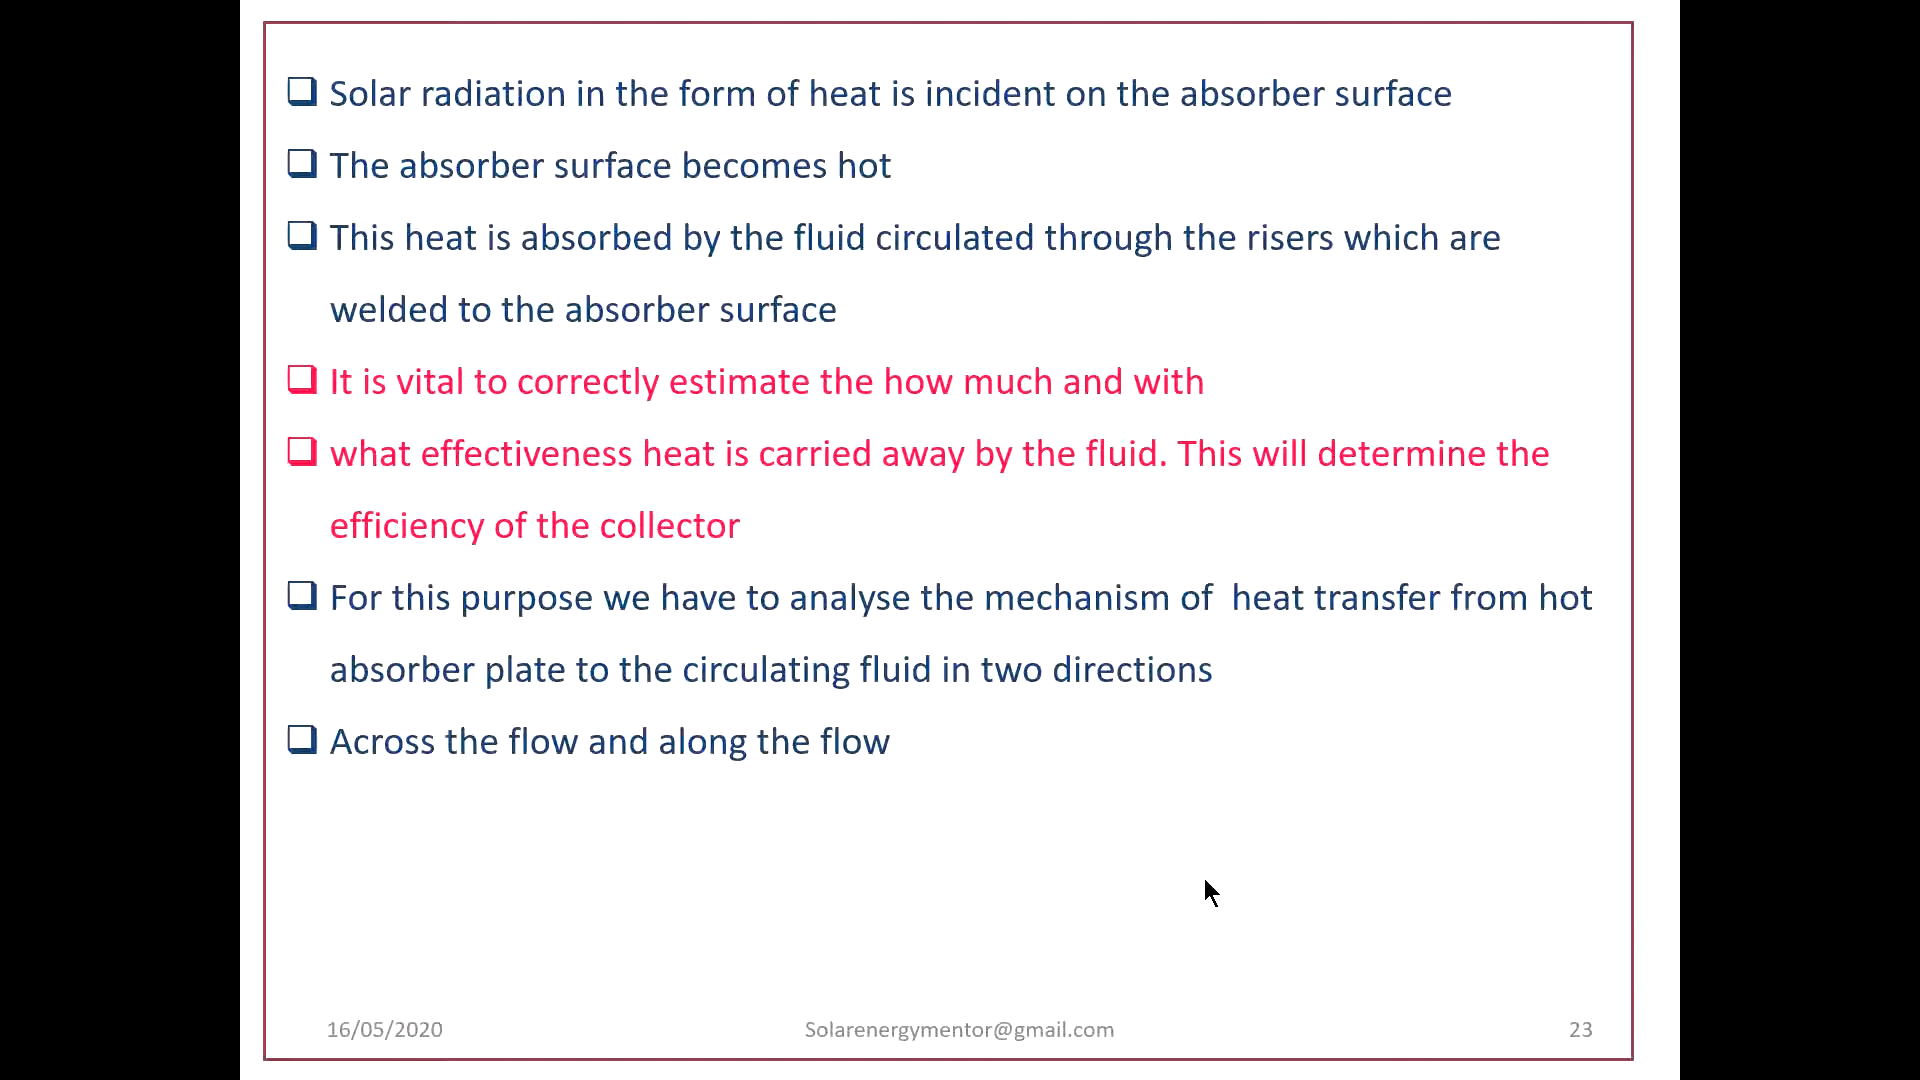 Solar radiation in the form of heat is incident on the absorber surface
The absorber surface becomes hot
This heat is absorbed by the fluid circulated through the risers which are
welded to the absorber surface
It is vital to correctly estimate the how much and with
what effectiveness heat is carried away by the fluid. This will determine the
efficiency of the collector
For this purpose we have to analyse the mechanism of  heat transfer from hot
absorber plate to the circulating fluid in two directions
Across the flow and along the flow
16/05/2020
Solarenergymentor@gmail.com
23